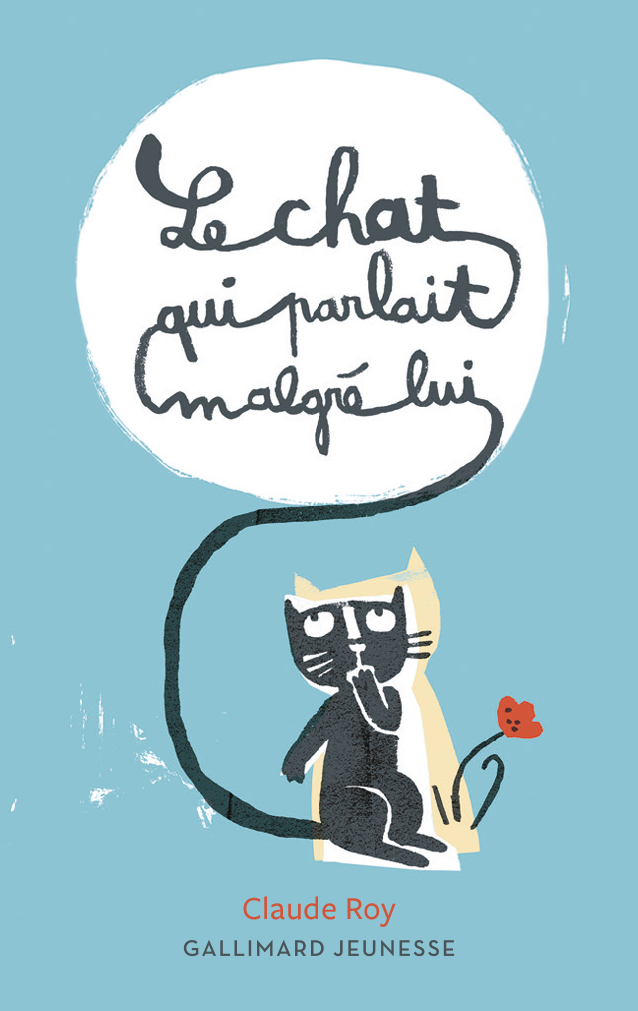 Le chat
qui parlait
malgré lui
Claude Roy
GALLIMARD JEUNESSE